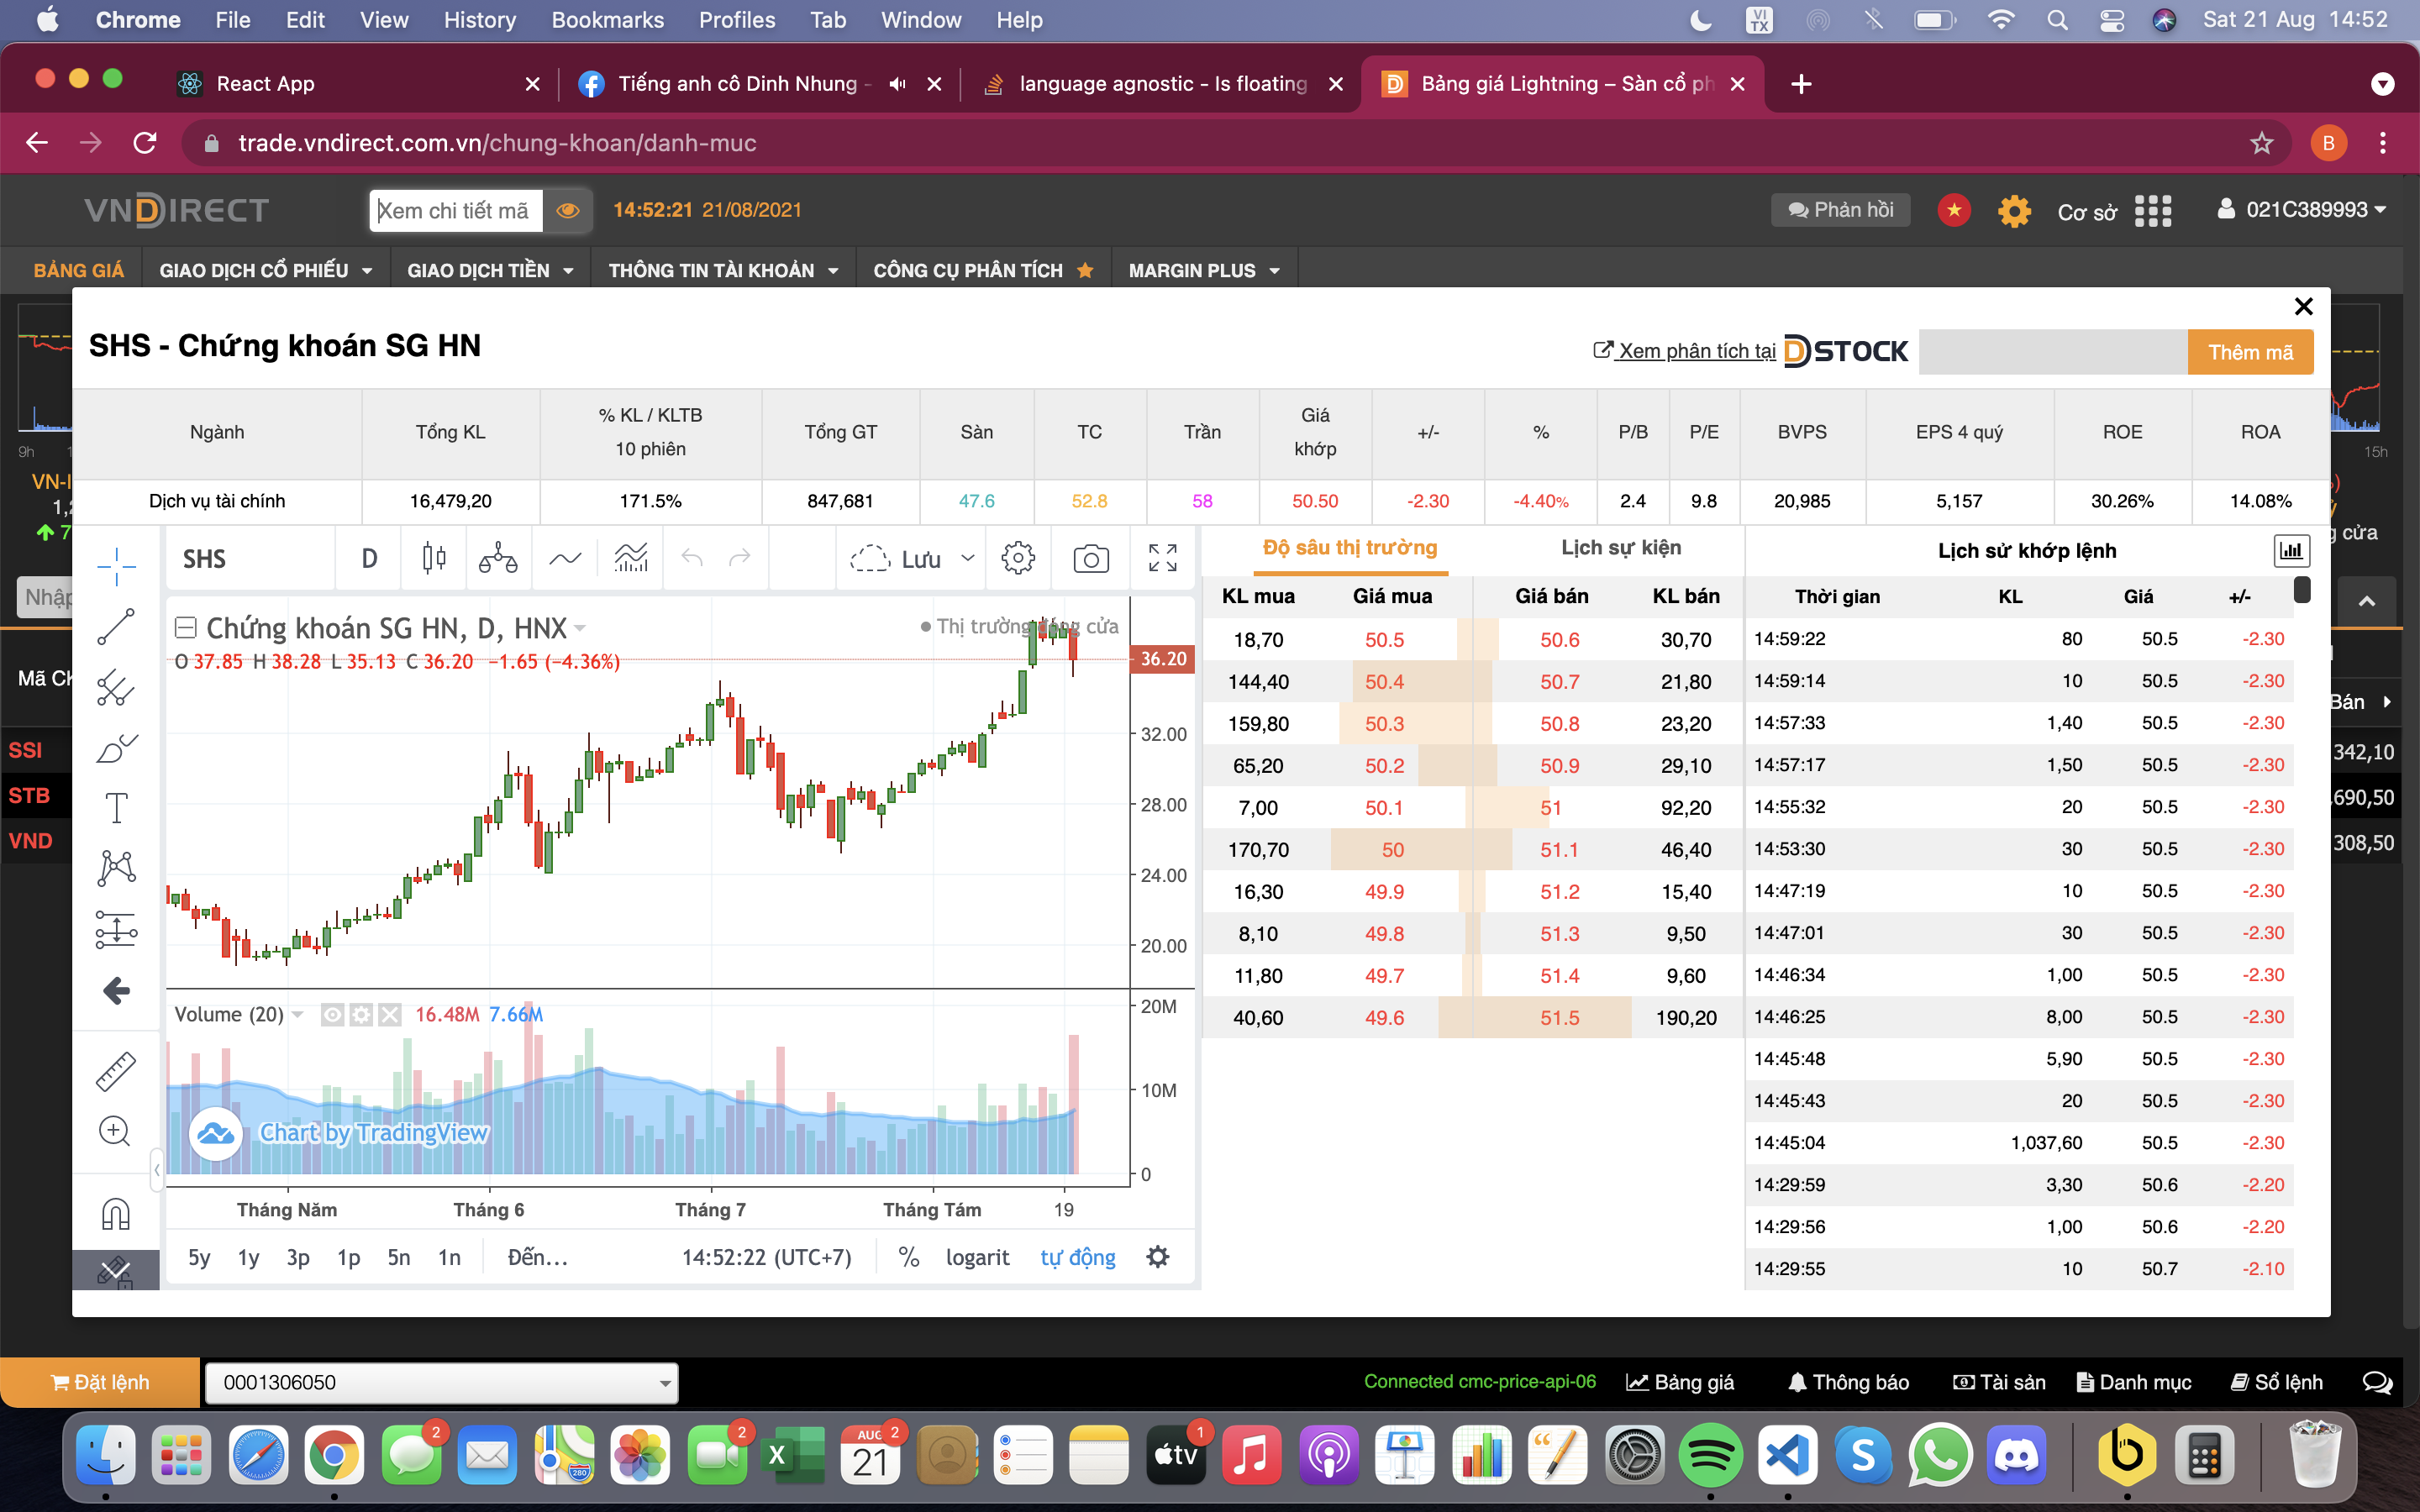 Chrome File Edit View History Bookmarks Profiles Tab Window Help VI TX Sat 21 Aug 14:52
React App Tiếng anh cô Dinh Nhung - language agnostic - Is floating Bảng giá Lightning – Sàn cổ ph
trade.vndirect.com.vn/chung-khoan/danh-muc B
VNDIRECT Xem chi tiết mã 14:52:21 21/08/2021 Phản hồi Cơ sở 021C389993
BẢNG GIÁ GIAO DỊCH CỔ PHIẾU GIAO DỊCH TIỀN THÔNG TIN TÀI KHOẢN CÔNG CỤ PHÂN TÍCH MARGIN PLUS
SHS - Chứng khoán SG HN Xem phân tích tại DSTOCK Thêm mã
Ngành Tổng KL % KL / KLTB 10 phiên Tổng GT Sàn TC Trần Giá khớp +/- % P/B P/E BVPS EPS 4 quý ROE ROA
Dịch vụ tài chính 16,479,20 171.5% 847,681 47.6 52.8 58 50.50 -2.30 -4.40% 2.4 9.8 20,985 5,157 30.26% 14.08%
9h 15h
VN-I
7
g cửa
Nhập
Mã CK
Bán
SSI 342,10
STB .690,50
VND 308,50
SHS D Lưu
Chứng khoán SG HN, D, HNX Thị trường đóng cửa
O 37.85 H 38.28 L 35.13 C 36.20 −1.65 (−4.36%)
36.20
32.00
28.00
24.00
20.00
Volume (20) 16.48M 7.66M
20M
10M
0
Chart by TradingView
Tháng Năm Tháng 6 Tháng 7 Tháng Tám 19
5y 1y 3p 1p 5n 1n Đến... 14:52:22 (UTC+7) % logarit tự động
Độ sâu thị trường Lịch sự kiện
KL mua Giá mua Giá bán KL bán
18,70 50.5 50.6 30,70
144,40 50.4 50.7 21,80
159,80 50.3 50.8 23,20
65,20 50.2 50.9 29,10
7,00 50.1 51 92,20
170,70 50 51.1 46,40
16,30 49.9 51.2 15,40
8,10 49.8 51.3 9,50
11,80 49.7 51.4 9,60
40,60 49.6 51.5 190,20
Lịch sử khớp lệnh
Thời gian KL Giá +/-
14:59:22 80 50.5 -2.30
14:59:14 10 50.5 -2.30
14:57:33 1,40 50.5 -2.30
14:57:17 1,50 50.5 -2.30
14:55:32 20 50.5 -2.30
14:53:30 30 50.5 -2.30
14:47:19 10 50.5 -2.30
14:47:01 30 50.5 -2.30
14:46:34 1,00 50.5 -2.30
14:46:25 8,00 50.5 -2.30
14:45:48 5,90 50.5 -2.30
14:45:43 20 50.5 -2.30
14:45:04 1,037,60 50.5 -2.30
14:29:59 3,30 50.6 -2.20
14:29:56 1,00 50.6 -2.20
14:29:55 10 50.7 -2.10
Đặt lệnh 0001306050 Connected cmc-price-api-06 Bảng giá Thông báo Tài sản Danh mục Sổ lệnh
2 280 2 X AUG 21 2 tv 1 S b